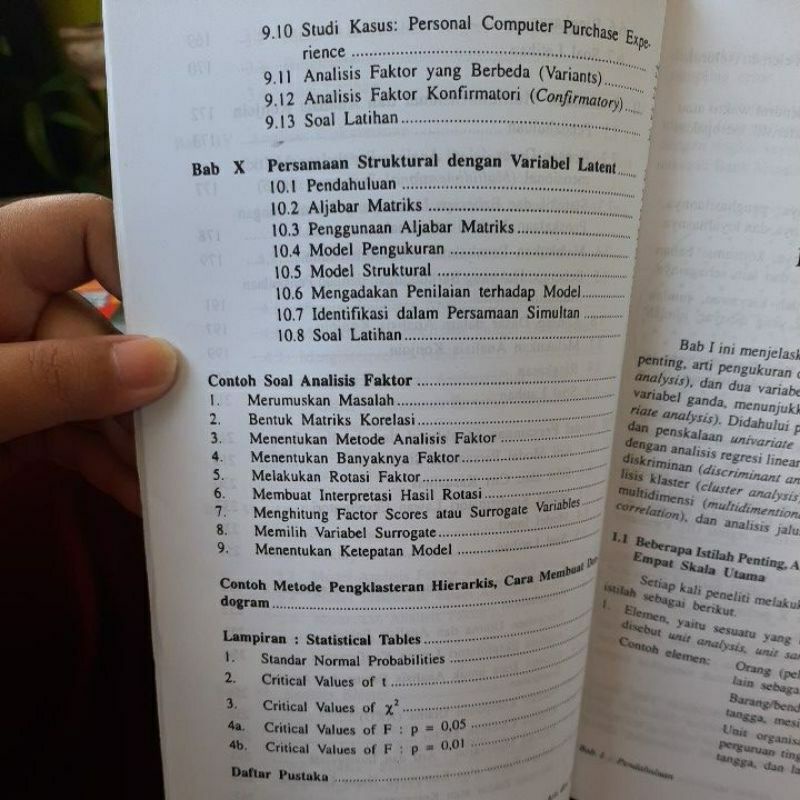 9.10 Studi Kasus: Personal Computer Purchase Expe-
rience
9.11 Analisis Faktor yang Berbeda (Variants)
9.12 Analisis Faktor Konfirmatori (Confirmatory)
9.13 Soal Latihan
Bab X Persamaan Struktural dengan Variabel Latent
10.1 Pendahuluan
10.2 Aljabar Matriks
10.3 Penggunaan Aljabar Matriks
10.4 Model Pengukuran
10.5 Model Struktural
10.6 Mengadakan Penilaian terhadap Model
10.7 Identifikasi dalam Persamaan Simultan
10.8 Soal Latihan
Contoh Soal Analisis Faktor
1. Merumuskan Masalah
2. Bentuk Matriks Korelasi
3. Menentukan Metode Analisis Faktor
4. Menentukan Banyaknya Faktor
5. Melakukan Rotasi Faktor
6. Membuat Interpretasi Hasil Rotasi
7. Menghitung Factor Scores atau Surrogate Variables
8. Memilih Variabel Surrogate
9. Menentukan Ketepatan Model
Contoh Metode Pengklasteran Hierarkis, Cara Membuat Den-
dogram
Lampiran : Statistical Tables
1. Standar Normal Probabilities
2. Critical Values of t
3. Critical Values of χ²
4a. Critical Values of F : p = 0,05
4b. Critical Values of F : p = 0,01
Daftar Pustaka
Bab I ini menjelask
penting, arti pengukuran d
analysis), dan dua variabe
variabel ganda, menunjukk
riate analysis). Didahului p
dan penskalaan univariate
dengan analisis regresi linear
diskriminan (discriminant an
lisis klaster (cluster analysis)
multidimensi (multidimentiona
correlation), dan analisis jalu
1.1 Beberapa Istilah Penting, A
Empat Skala Utama
Setiap kali peneliti melakuk
istilah sebagai berikut.
1. Elemen, yaitu sesuatu yang
disebut unit analysis, unit sam
Contoh elemen: Orang (pel
lain sebaga
Barang/bend
tangga, mesi
Unit organisa
perguruan ting
tangga, dan la
Bab 1 : Pendahuluan